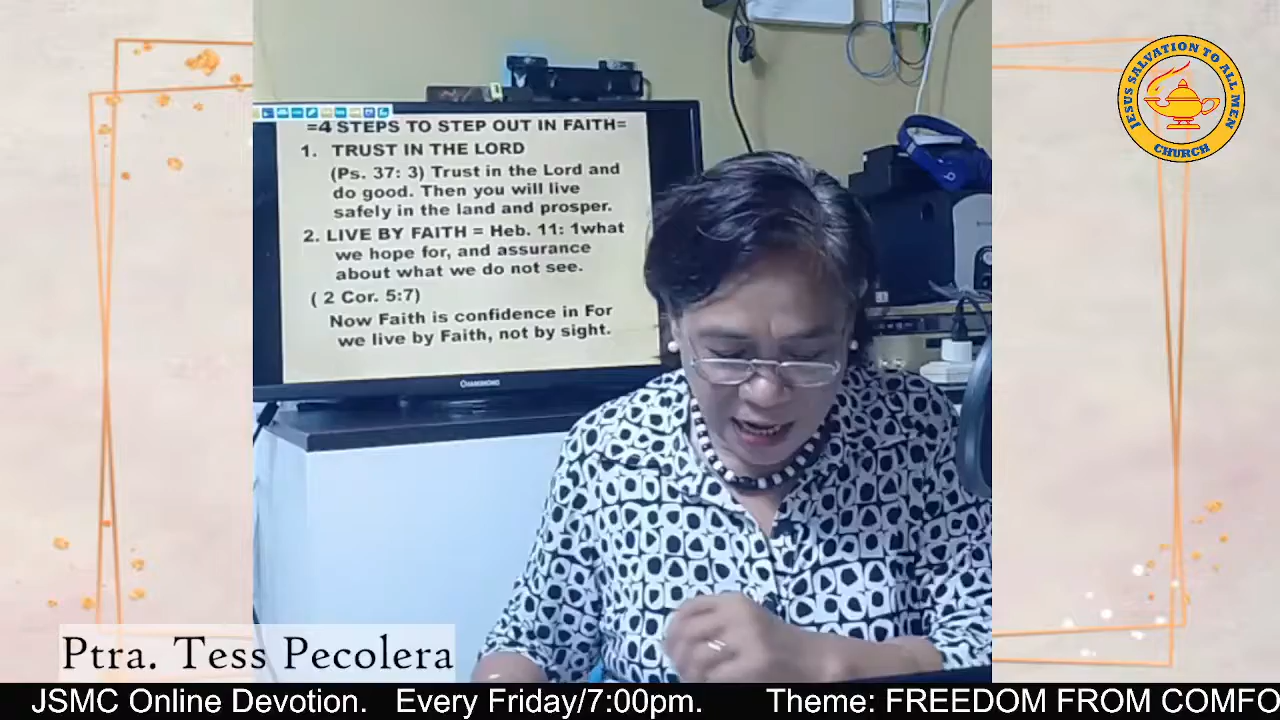 =4 STEPS TO STEP OUT IN FAITH=
1. TRUST IN THE LORD
(Ps. 37: 3) Trust in the Lord and
do good. Then you will live
safely in the land and prosper.
2. LIVE BY FAITH = Heb. 11: 1what
we hope for, and assurance
about what we do not see.
( 2 Cor. 5:7)
Now Faith is confidence in For
we live by Faith, not by sight.
CHANGHONG
JESUS SALVATION TO ALL MEN
CHURCH
Ptra. Tess Pecolera
JSMC Online Devotion. Every Friday/7:00pm. Theme: FREEDOM FROM COMFO